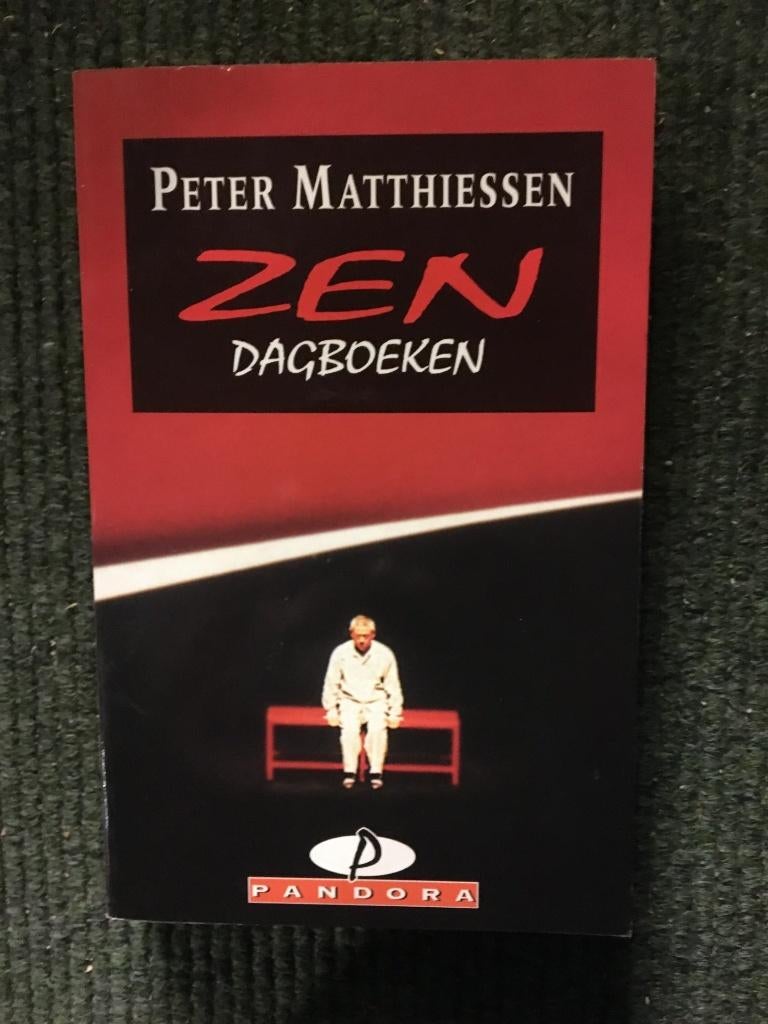 PETER MATTHIESSEN
ZEN
DAGBOEKEN
P
PANDORA